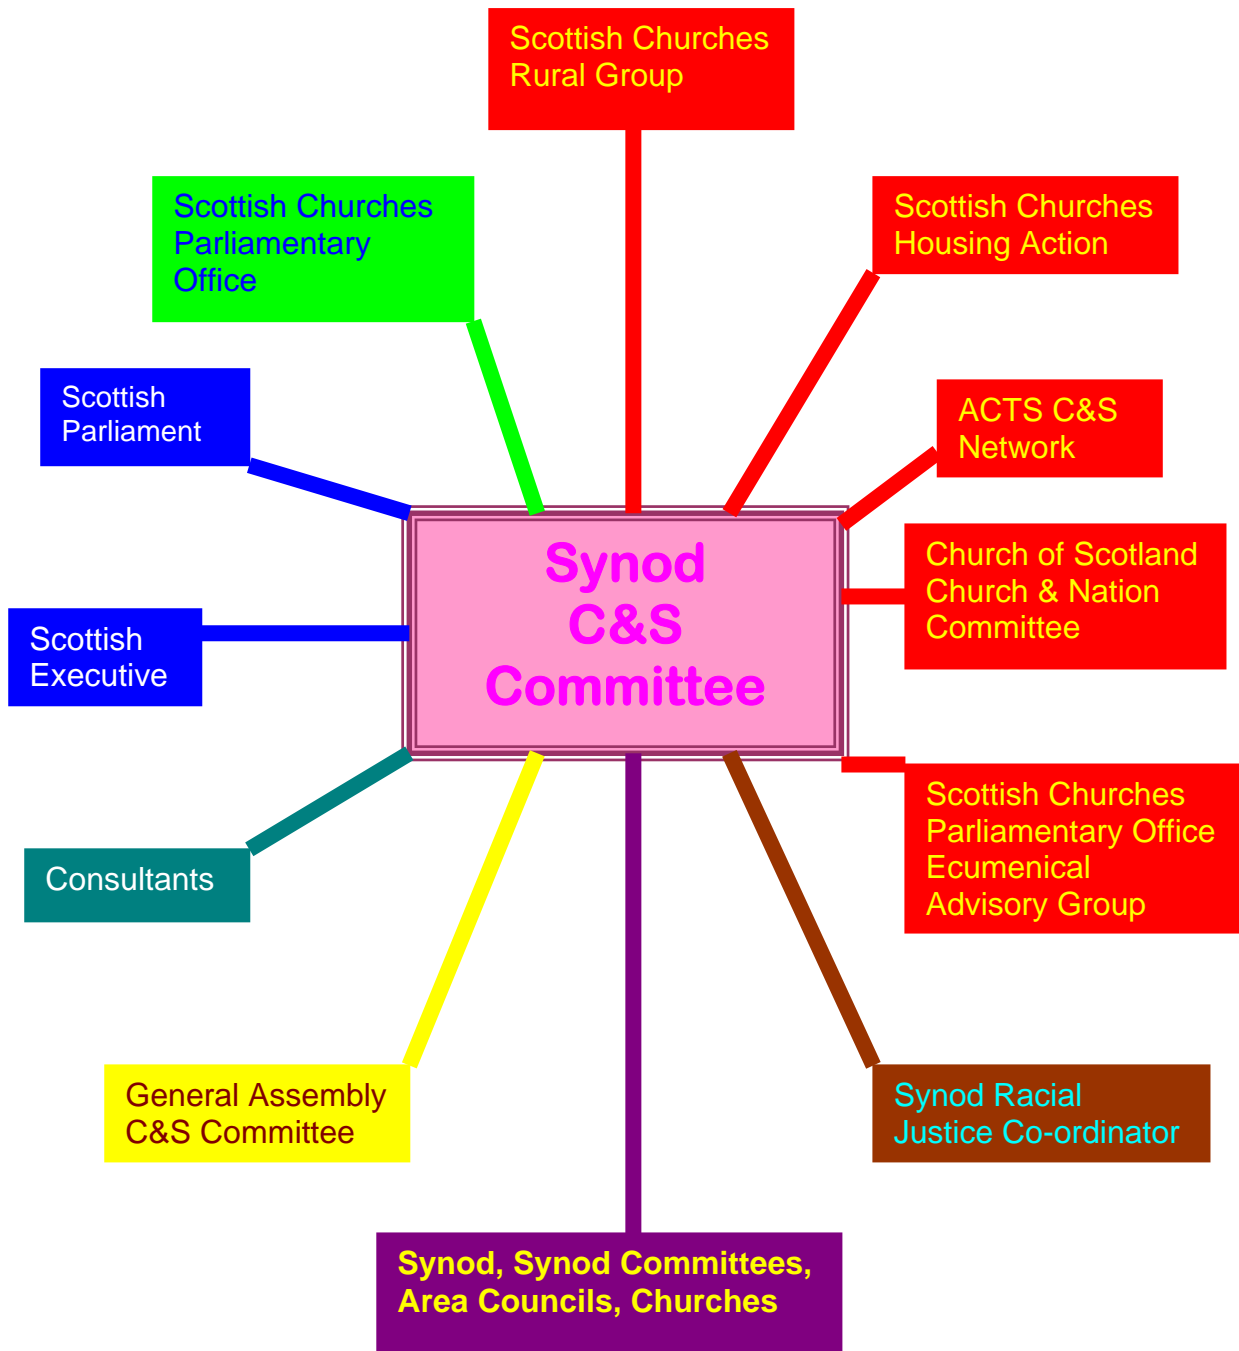 Scottish Churches
Rural Group
Scottish Churches
Parliamentary
Office
Scottish Churches
Housing Action
Scottish
Parliament
ACTS C&S
Network
Synod
C&S
Committee
Church of Scotland
Church & Nation
Committee
Scottish
Executive
Scottish Churches
Parliamentary Office
Ecumenical
Advisory Group
Consultants
General Assembly
C&S Committee
Synod Racial
Justice Co-ordinator
Synod, Synod Committees,
Area Councils, Churches